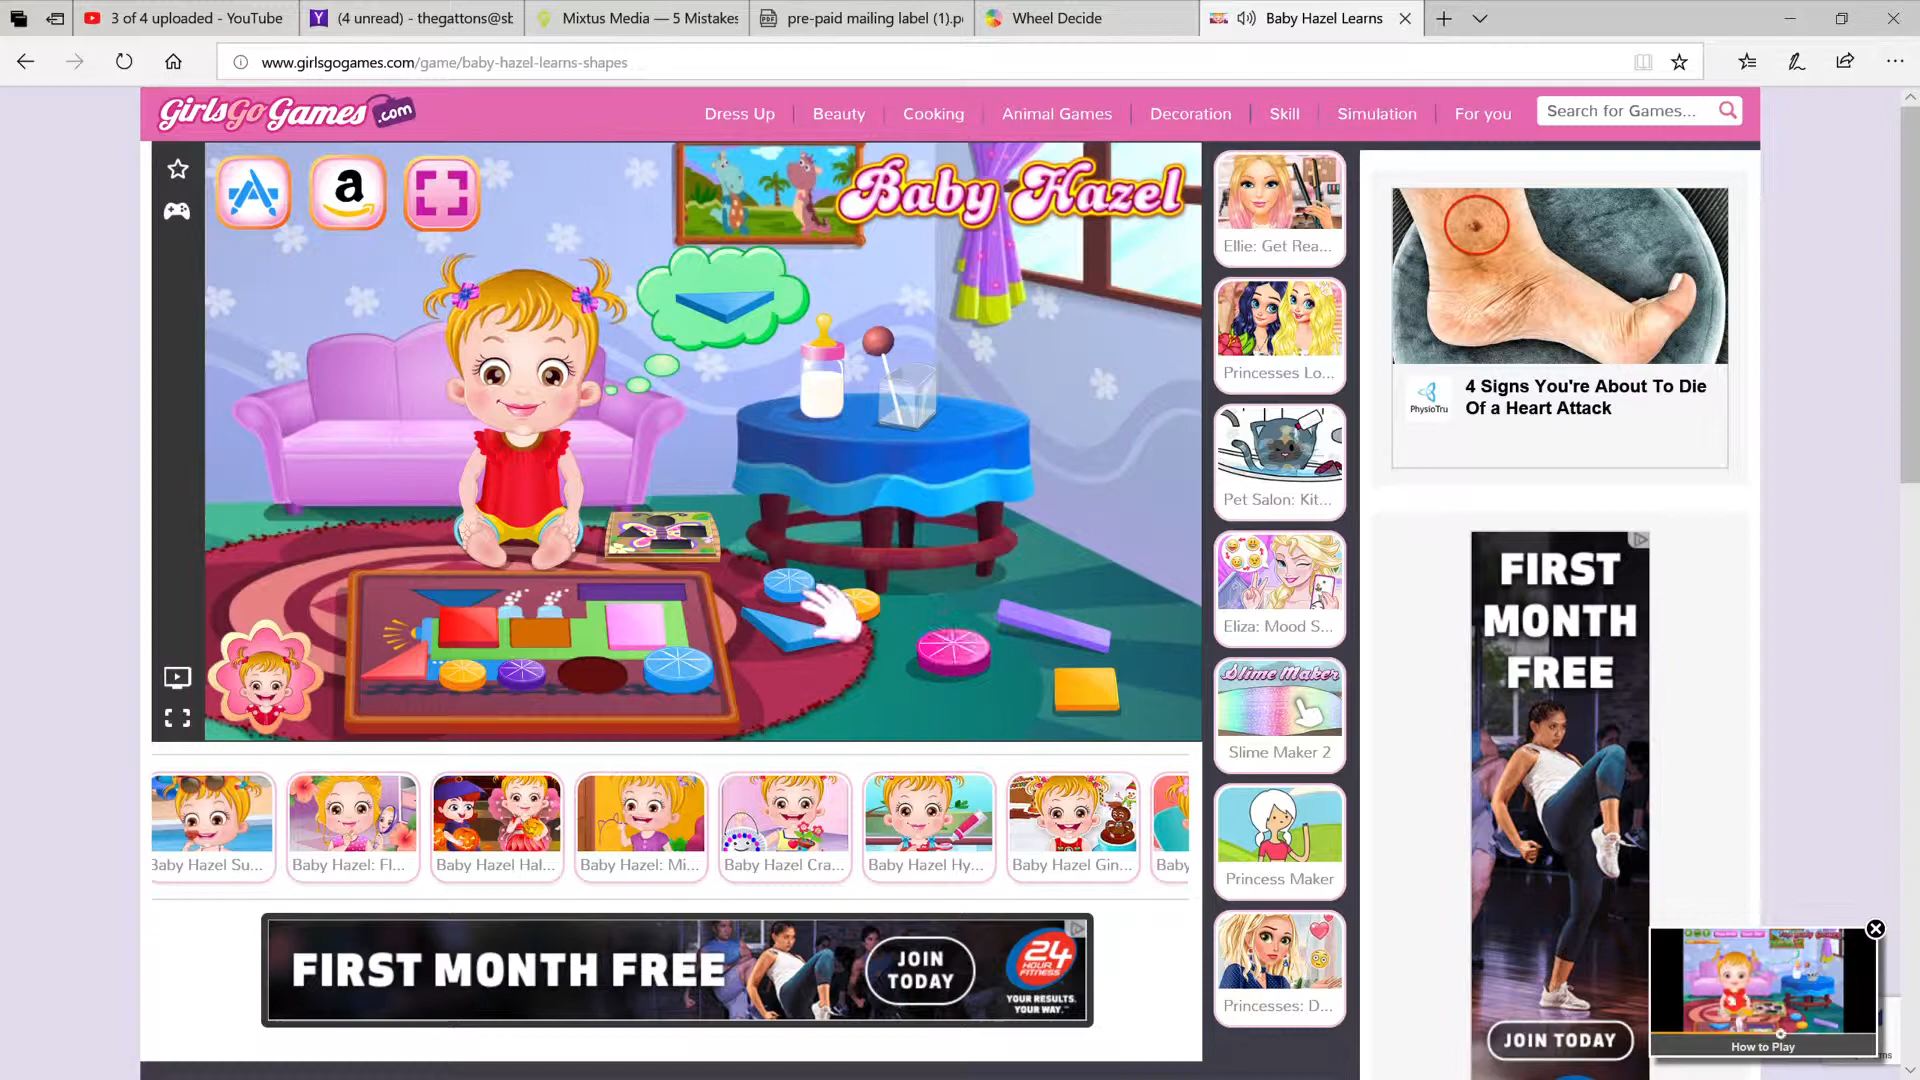 3 of 4 uploaded - YouTube
(4 unread) - thegattons@sb
Mixtus Media — 5 Mistakes
pre-paid mailing label (1).p
Wheel Decide
Baby Hazel Learns
www.girlsgogames.com/game/baby-hazel-learns-shapes
GirlsGoGames.com
Dress Up
Beauty
Cooking
Animal Games
Decoration
Skill
Simulation
For you
Search for Games...
Baby Hazel
Ellie: Get Rea...
Princesses Lo...
Pet Salon: Kit...
Eliza: Mood S...
Slime Maker
Slime Maker 2
Princess Maker
Princesses: D...
PhysioTru
4 Signs You're About To Die
Of a Heart Attack
FIRST
MONTH
FREE
JOIN TODAY
How to Play
Baby Hazel Su...
Baby Hazel: Fl...
Baby Hazel Hal...
Baby Hazel: Mi...
Baby Hazel Cra...
Baby Hazel Hy...
Baby Hazel Gin...
Baby
FIRST MONTH FREE
JOIN
TODAY
24
HOUR
FITNESS
YOUR RESULTS.
YOUR WAY.